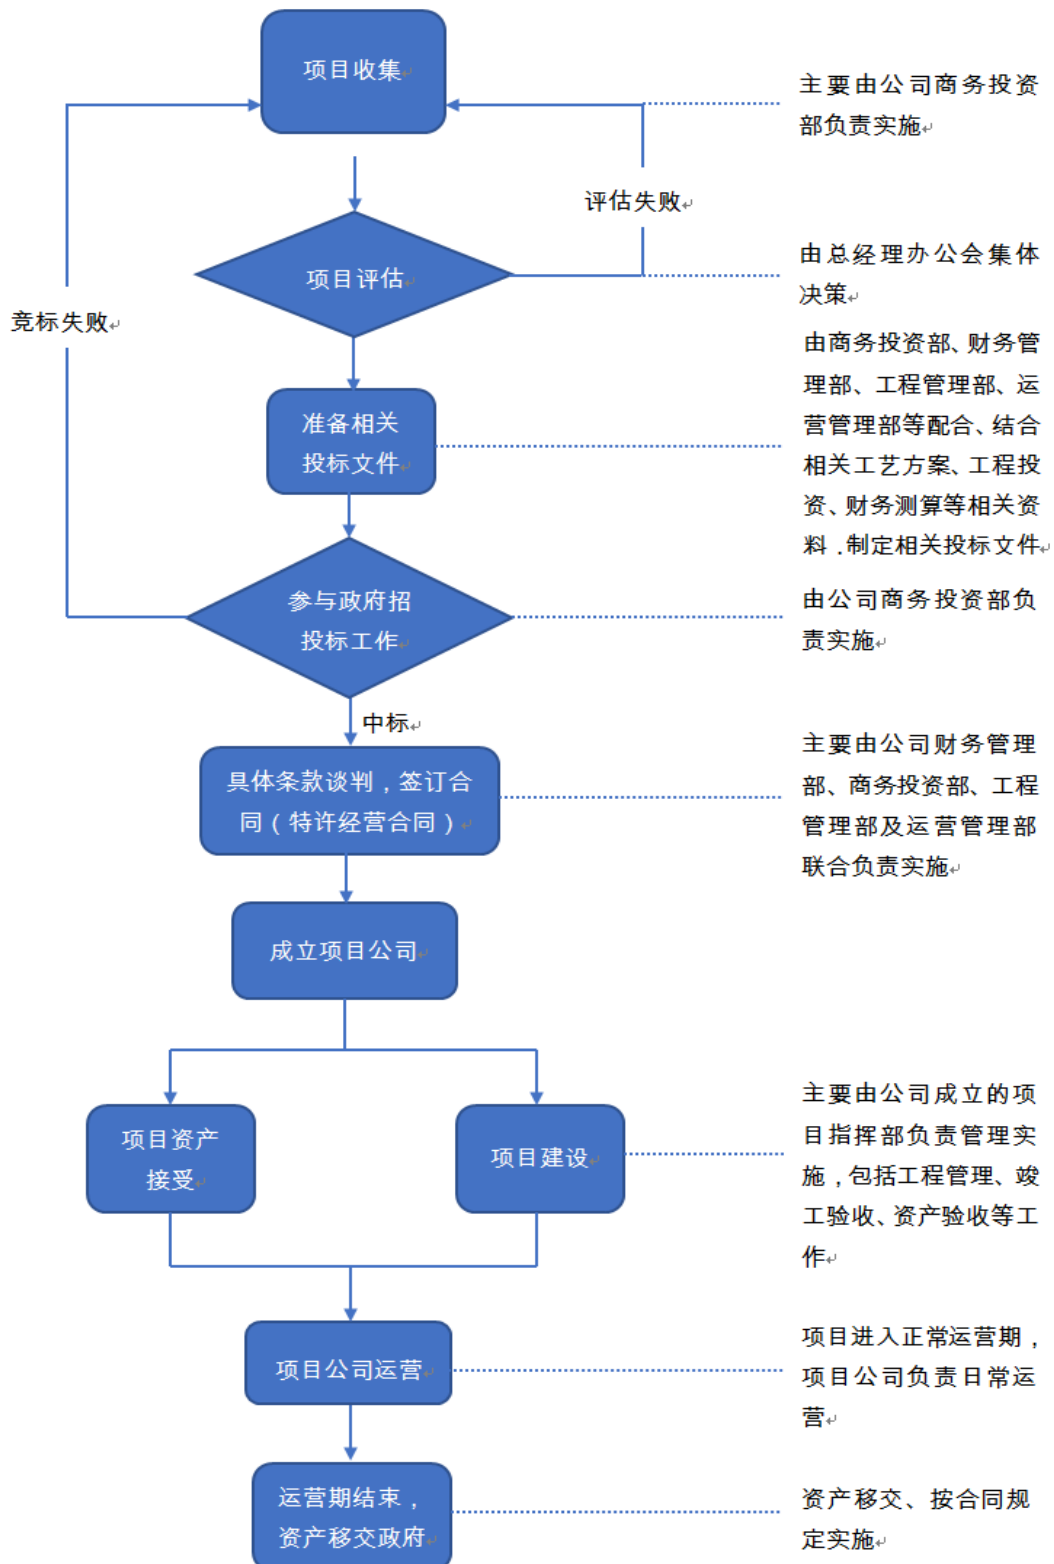 项目收集
主要由公司商务投资
部负责实施
评估失败
项目评估
由总经理办公会集体
决策
竞标失败
准备相关
投标文件
由商务投资部、财务管
理部、工程管理部、运
营管理部等配合、结合
相关工艺方案、工程投
资、财务测算等相关资
料，制定相关投标文件
参与政府招
投标工作
由公司商务投资部负
责实施
中标
具体条款谈判，签订合
同（特许经营合同）
主要由公司财务管理
部、商务投资部、工程
管理部及运营管理部
联合负责实施
成立项目公司
项目资产
接受
项目建设
主要由公司成立的项
目指挥部负责管理实
施，包括工程管理、竣
工验收、资产验收等工
作
项目公司运营
项目进入正常运营期，
项目公司负责日常运
营
运营期结束，
资产移交政府
资产移交、按合同规
定实施